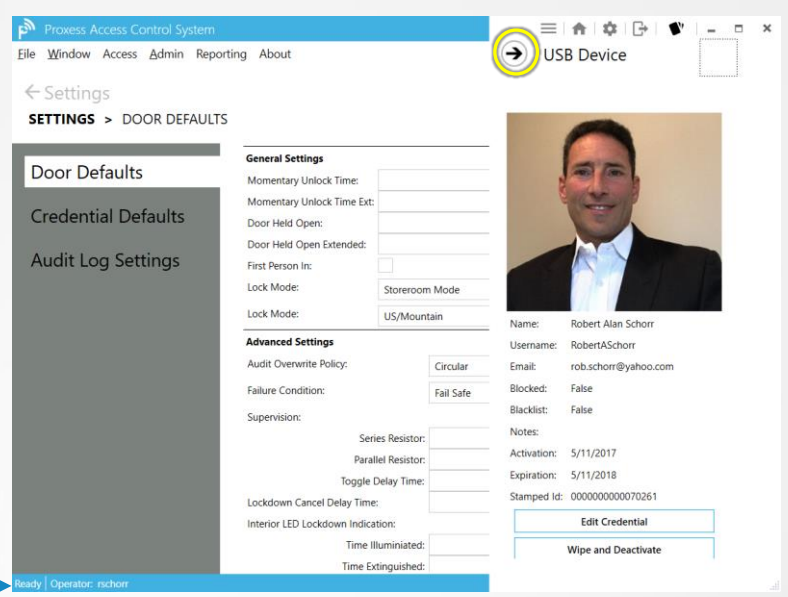 Proxess Access Control System
File Window Access Admin Reporting About
USB Device
Settings
SETTINGS > DOOR DEFAULTS
Door Defaults
Credential Defaults
Audit Log Settings
General Settings
Momentary Unlock Time:
Momentary Unlock Time Ext:
Door Held Open:
Door Held Open Extended:
First Person In:
Lock Mode: Storeroom Mode
Lock Mode: US/Mountain
Advanced Settings
Audit Overwrite Policy: Circular
Failure Condition: Fail Safe
Supervision:
Series Resistor:
Parallel Resistor:
Toggle Delay Time:
Lockdown Cancel Delay Time:
Interior LED Lockdown Indication:
Time Illuminiated:
Time Extinguished:
Name: Robert Alan Schorr
Username: RobertASchorr
Email: rob.schorr@yahoo.com
Blocked: False
Blacklist: False
Notes:
Activation: 5/11/2017
Expiration: 5/11/2018
Stamped Id: 0000000000070261
Edit Credential
Wipe and Deactivate
Ready Operator: rschorr